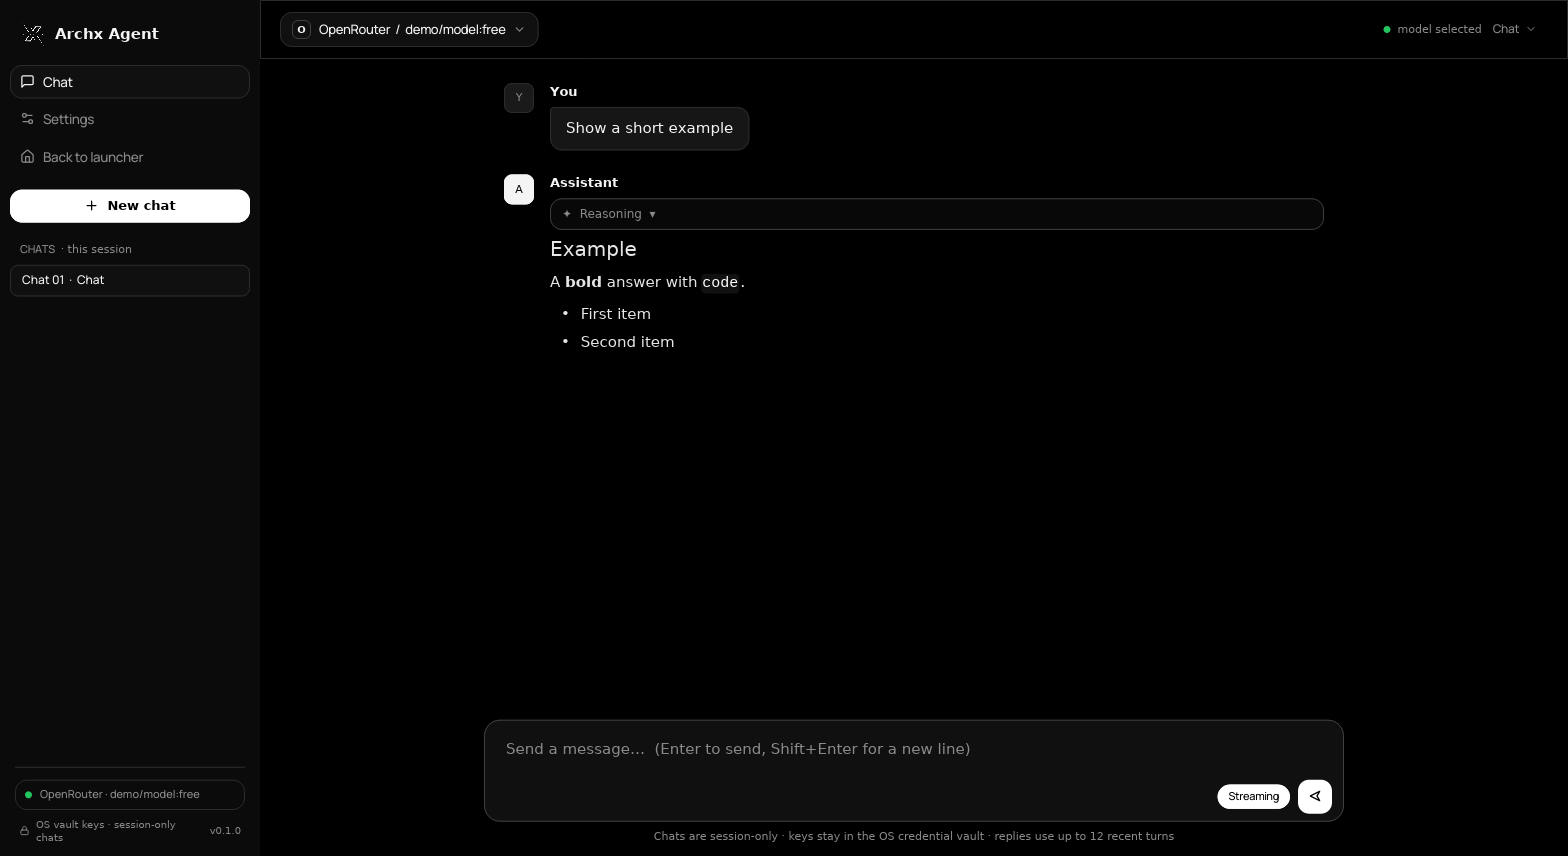 Archx Agent
Chat
Settings
Back to launcher
+ New chat
CHATS · this session
Chat 01 · Chat
OpenRouter · demo/model:free
OS vault keys · session-only
chats
v0.1.0
O OpenRouter / demo/model:free
model selected Chat
Y You
Show a short example
A Assistant
✦ Reasoning ▾
Example
A bold answer with code.
• First item
• Second item
Send a message... (Enter to send, Shift+Enter for a new line)
Streaming
Chats are session-only · keys stay in the OS credential vault · replies use up to 12 recent turns